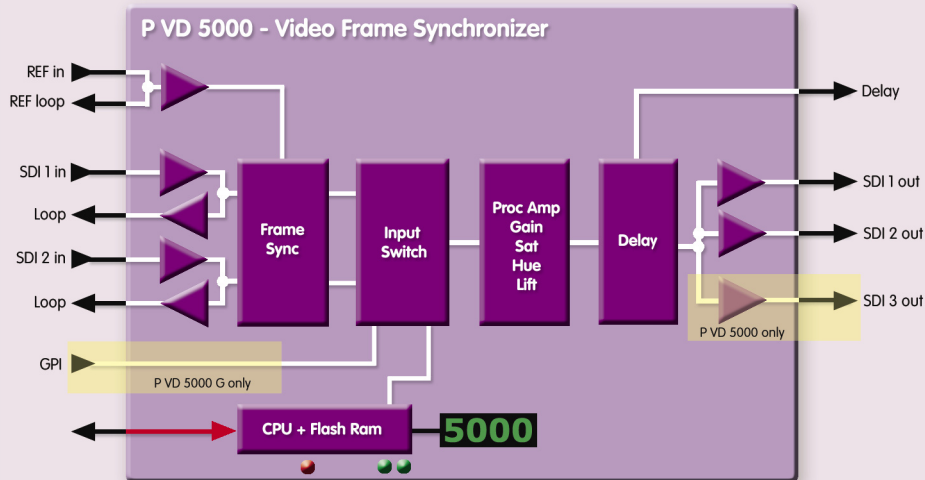 P VD 5000 - Video Frame Synchronizer
REF in
REF loop
Delay
SDI 1 in
Loop
SDI 2 in
Loop
Frame
Sync
Input
Switch
Proc Amp
Gain
Sat
Hue
Lift
Delay
SDI 1 out
SDI 2 out
SDI 3 out
P VD 5000 only
GPI
P VD 5000 G only
CPU + Flash Ram
5000